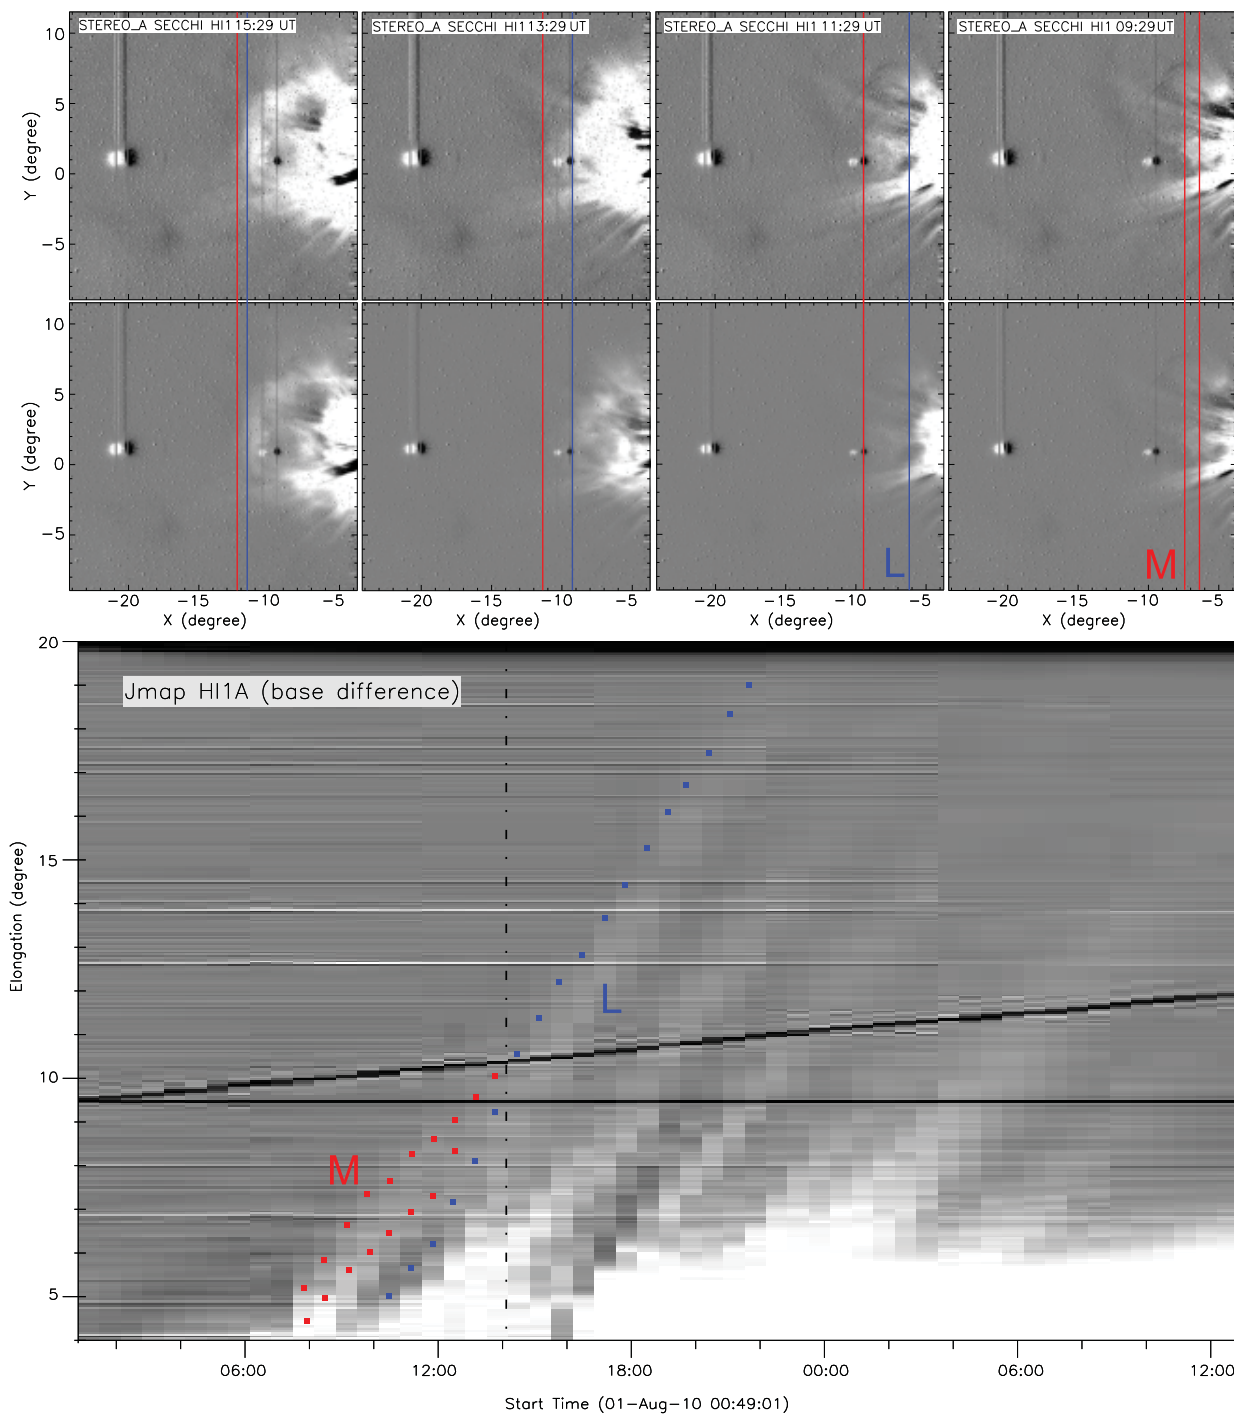 STEREO_A SECCHI HI1 15:29 UT
STEREO_A SECCHI HI1 13:29 UT
STEREO_A SECCHI HI1 11:29 UT
STEREO_A SECCHI HI1 09:29 UT
10
5
0
−5
Y (degree)
10
5
0
−5
Y (degree)
L
M
−20 −15 −10 −5
−20 −15 −10 −5
−20 −15 −10 −5
−20 −15 −10 −5
X (degree)
X (degree)
X (degree)
X (degree)
20
Jmap HI1A (base difference)
15
Elongation (degree)
L
10
M
5
06:00 12:00 18:00 00:00 06:00 12:00
Start Time (01−Aug−10 00:49:01)